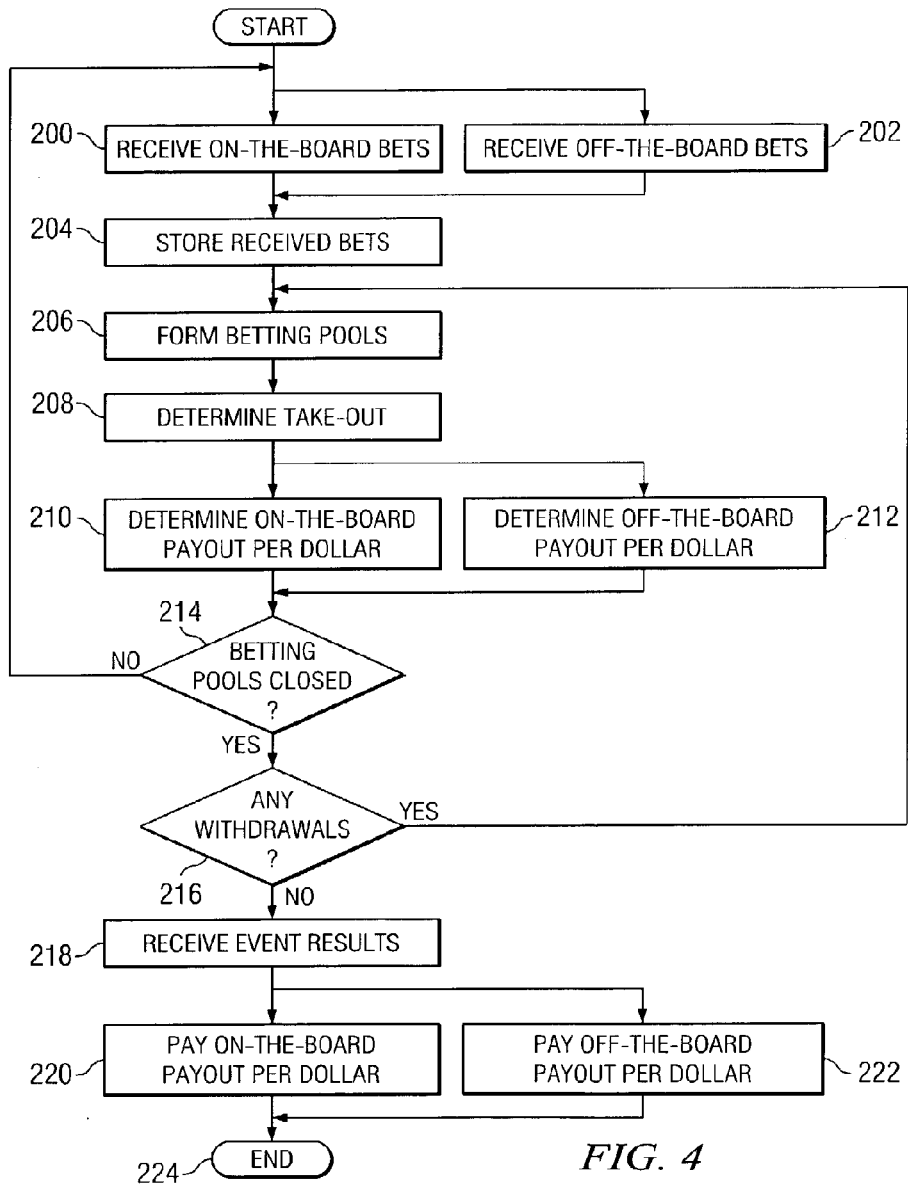 START
200
RECEIVE ON-THE-BOARD BETS
RECEIVE OFF-THE-BOARD BETS
202
204
STORE RECEIVED BETS
206
FORM BETTING POOLS
208
DETERMINE TAKE-OUT
210
DETERMINE ON-THE-BOARD
PAYOUT PER DOLLAR
DETERMINE OFF-THE-BOARD
PAYOUT PER DOLLAR
212
214
BETTING
POOLS CLOSED
?
NO
YES
ANY
WITHDRAWALS
?
YES
216
NO
218
RECEIVE EVENT RESULTS
220
PAY ON-THE-BOARD
PAYOUT PER DOLLAR
PAY OFF-THE-BOARD
PAYOUT PER DOLLAR
222
224
END
FIG. 4